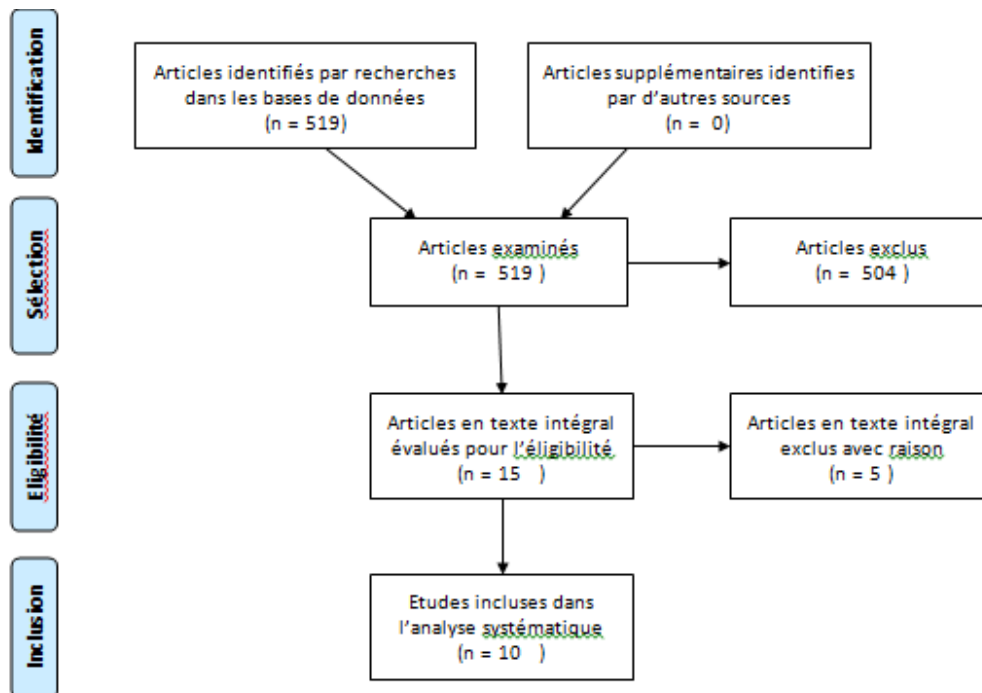 Identification
Articles identifiés par recherches
dans les bases de données
(n = 519)
Articles supplémentaires identifies
par d'autres sources
(n = 0)
Sélection
Articles examinés
(n = 519 )
Articles exclus
(n = 504 )
Eligibilité
Articles en texte intégral
évalués pour l'éligibilité
(n = 15 )
Articles en texte intégral
exclus avec raison
(n = 5 )
Inclusion
Etudes incluses dans
l'analyse systématique
(n = 10 )